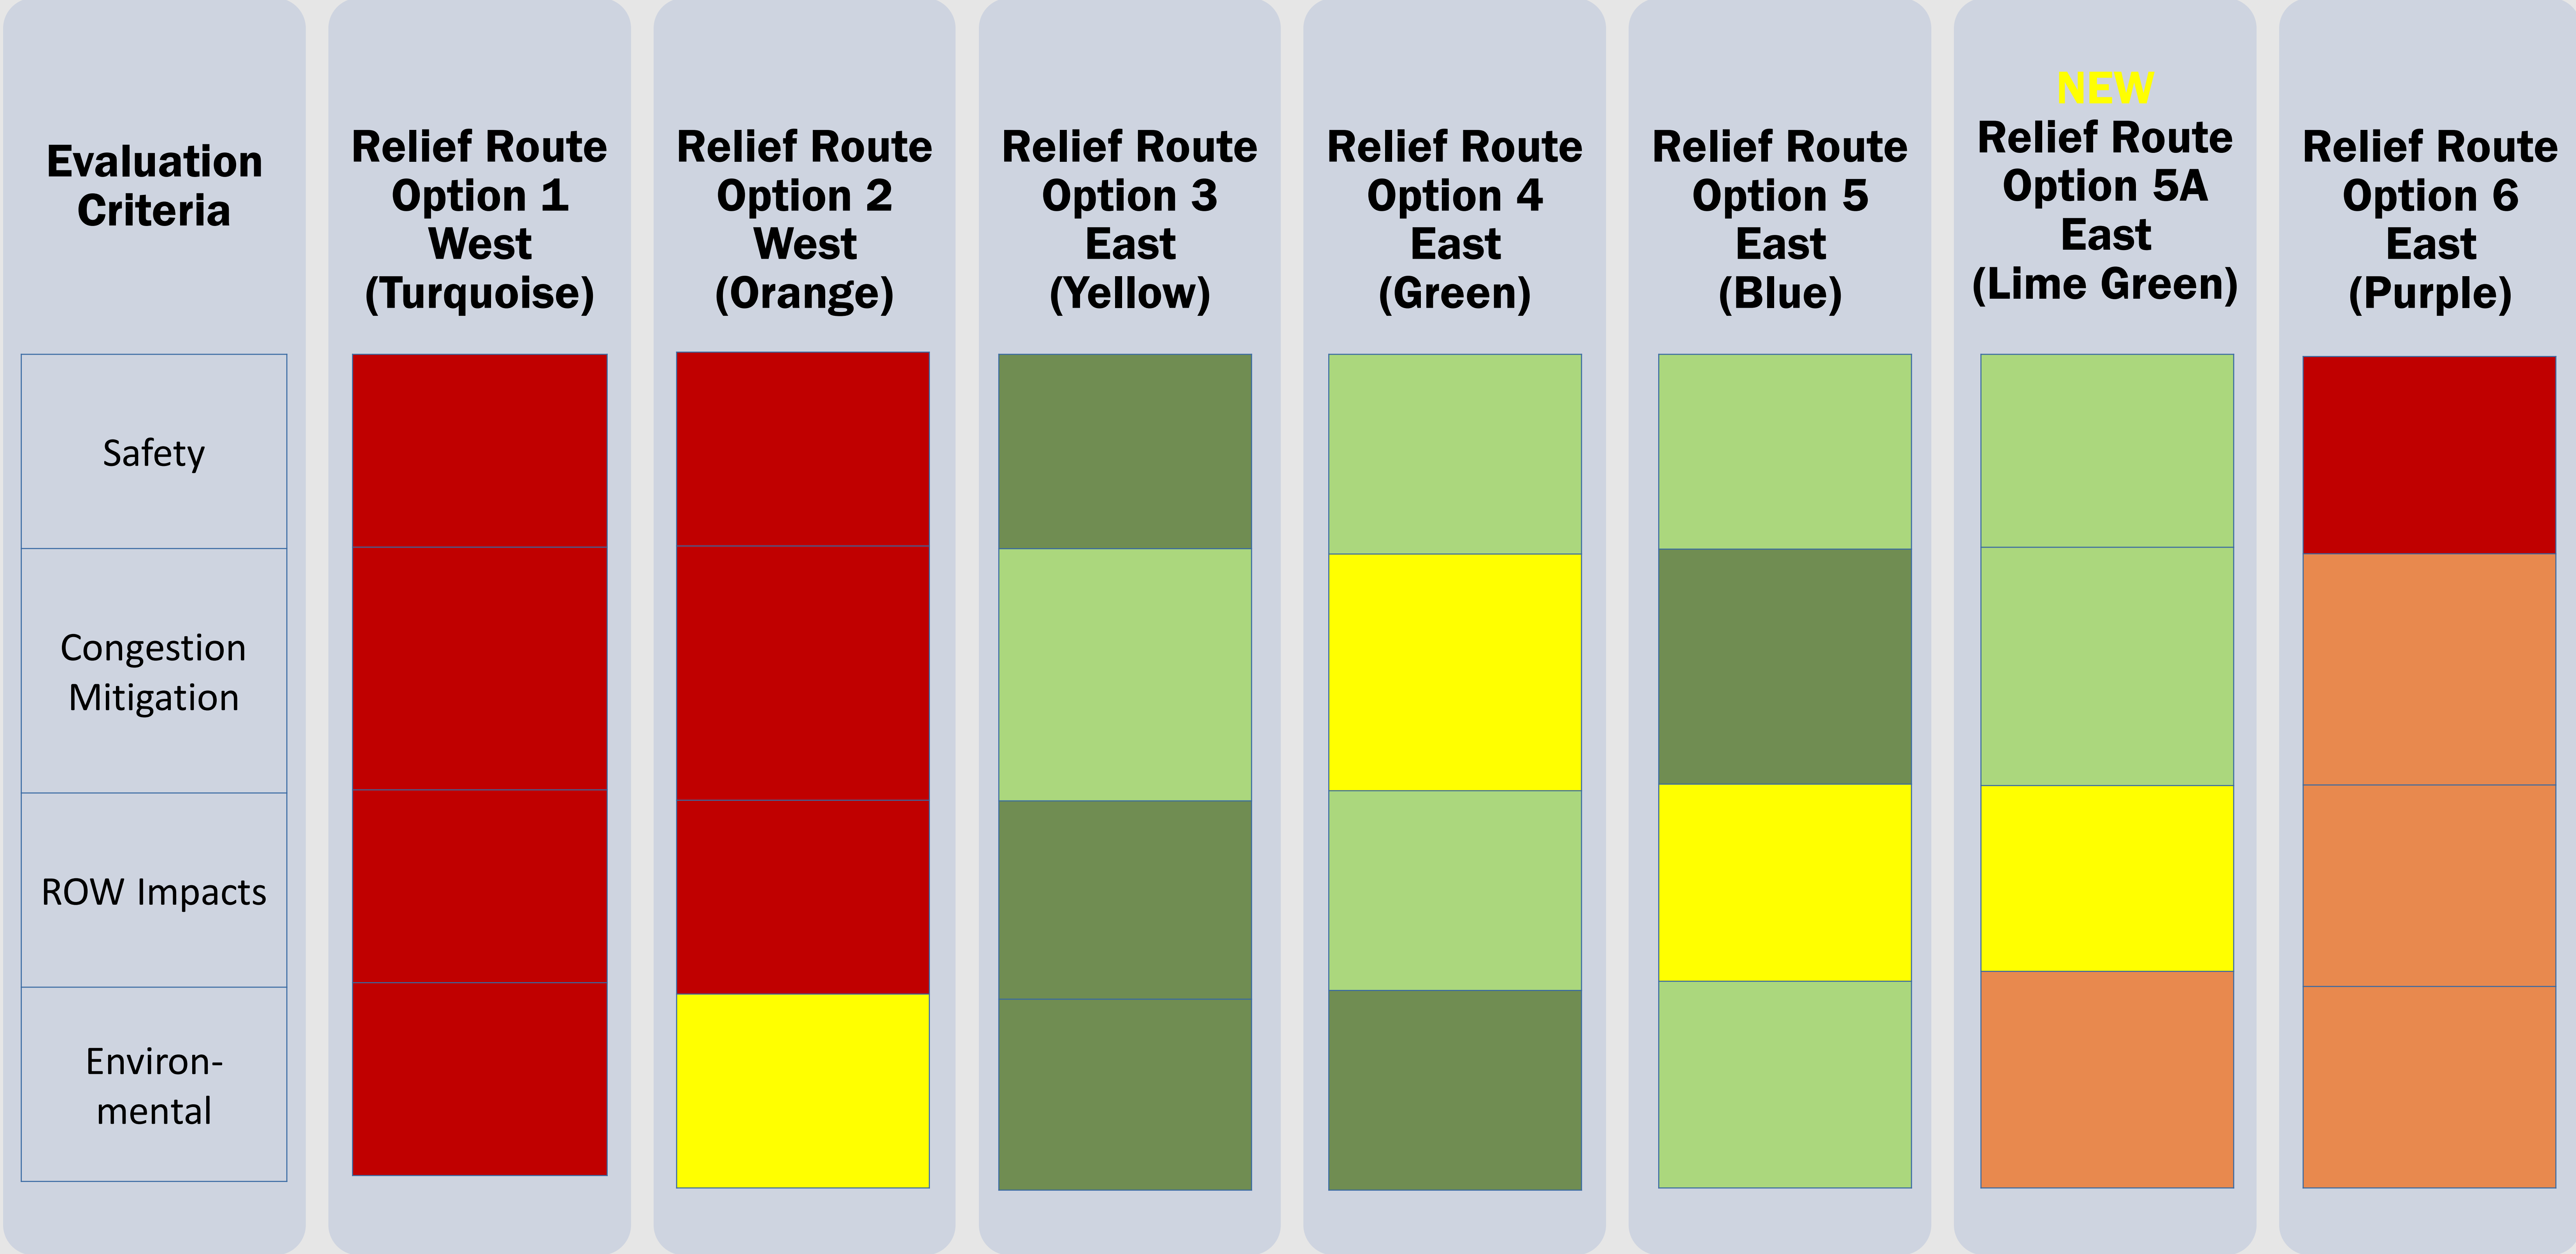 Evaluation
Criteria
Relief Route
Option 1
West
(Turquoise)
Relief Route
Option 2
West
(Orange)
Relief Route
Option 3
East
(Yellow)
Relief Route
Option 4
East
(Green)
Relief Route
Option 5
East
(Blue)
NEW
Relief Route
Option 5A
East
(Lime Green)
Relief Route
Option 6
East
(Purple)
Safety
Congestion
Mitigation
ROW Impacts
Environ-
mental